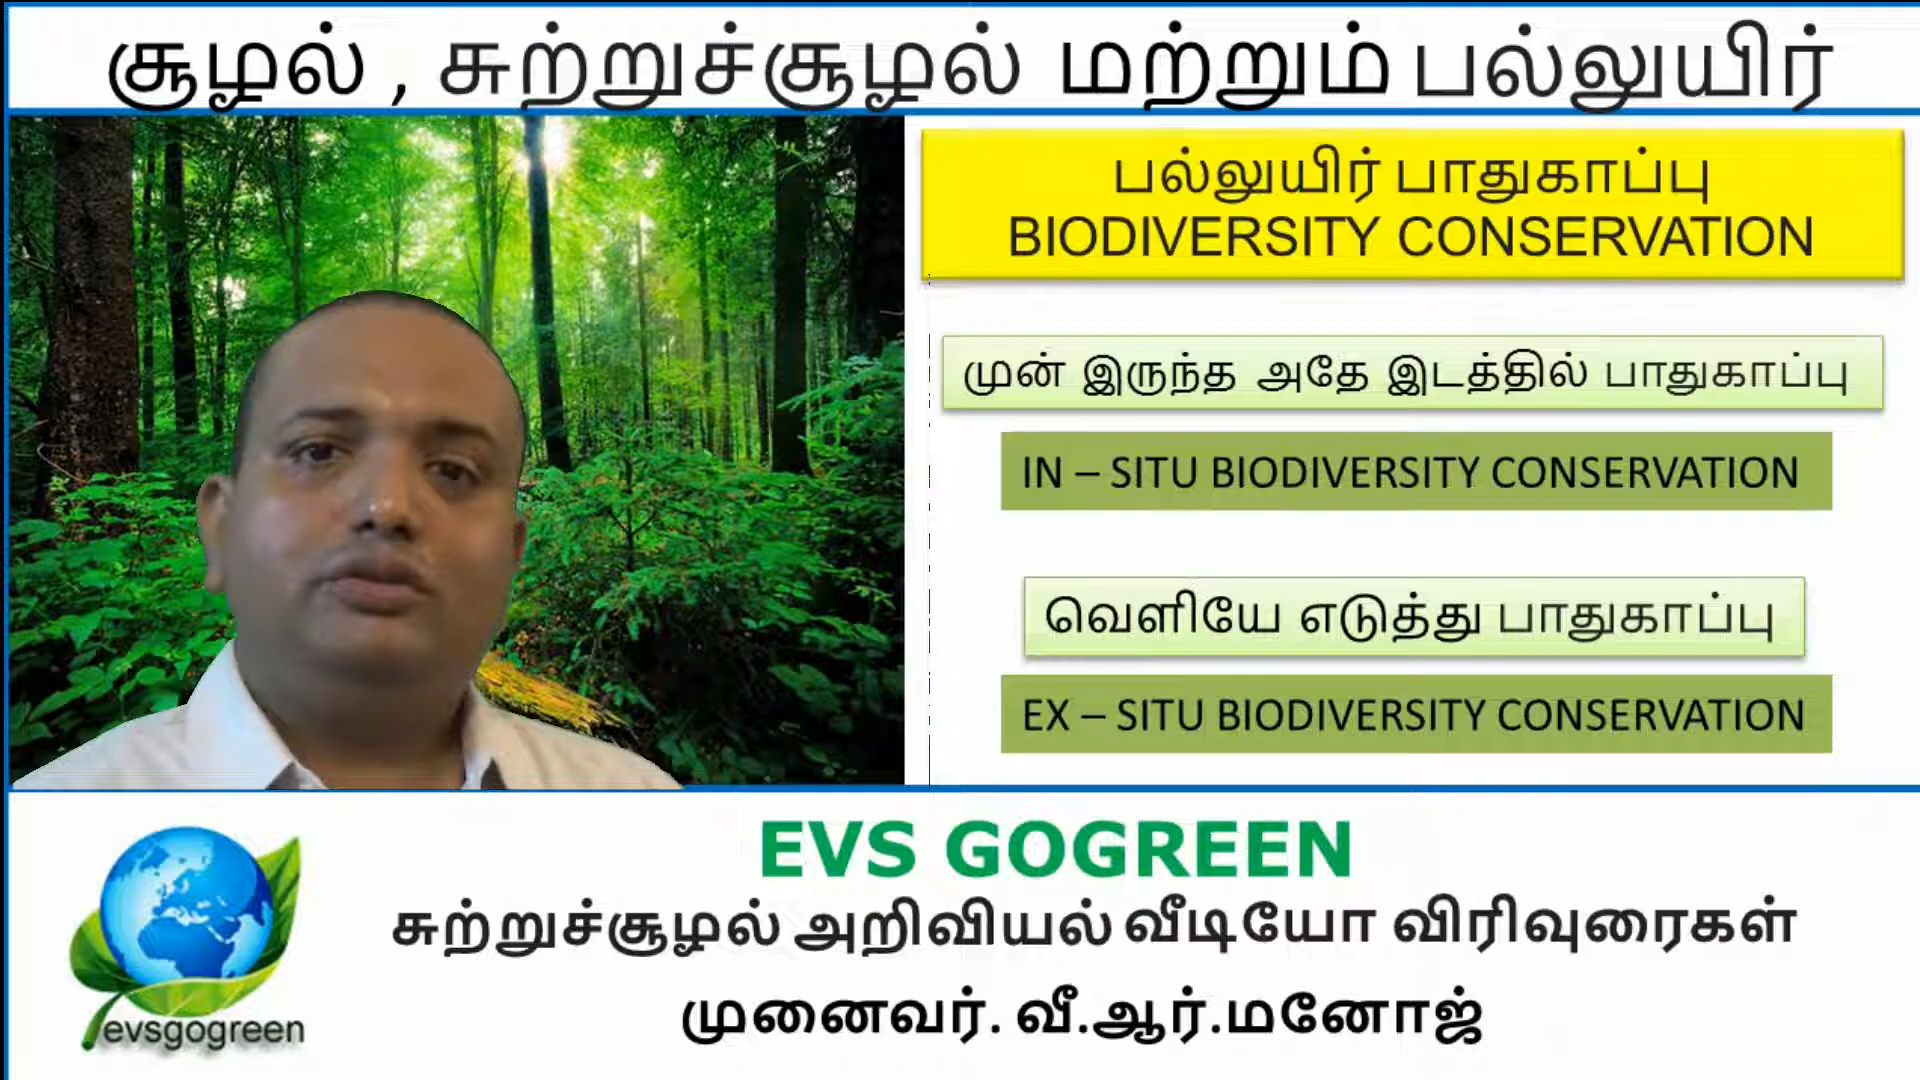 சூழல் , சுற்றுச்சூழல் மற்றும் பல்லுயிர்
பல்லுயிர் பாதுகாப்பு
BIODIVERSITY CONSERVATION
முன் இருந்த அதே இடத்தில் பாதுகாப்பு
IN – SITU BIODIVERSITY CONSERVATION
வெளியே எடுத்து பாதுகாப்பு
EX – SITU BIODIVERSITY CONSERVATION
EVS GOGREEN
சுற்றுச்சூழல் அறிவியல் வீடியோ விரிவுரைகள்
முனைவர். வீ.ஆர்.மனோஜ்
evsgogreen